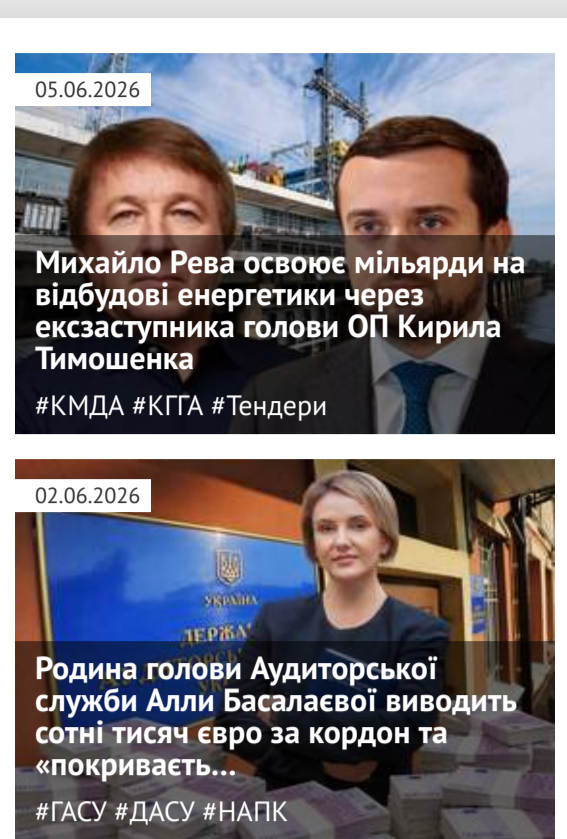 05.06.2026
Михайло Рева освоює мільярди на
відбудові енергетики через
ексзаступника голови ОП Кирила
Тимошенка
#КМДА #КГГА #Тендери
02.06.2026
УКРАЇНА
Родина голови Аудиторської
служби Алли Басалаєвої виводить
сотні тисяч євро за кордон та
«покриваєть...
#ГАСУ #ДАСУ #НАПК